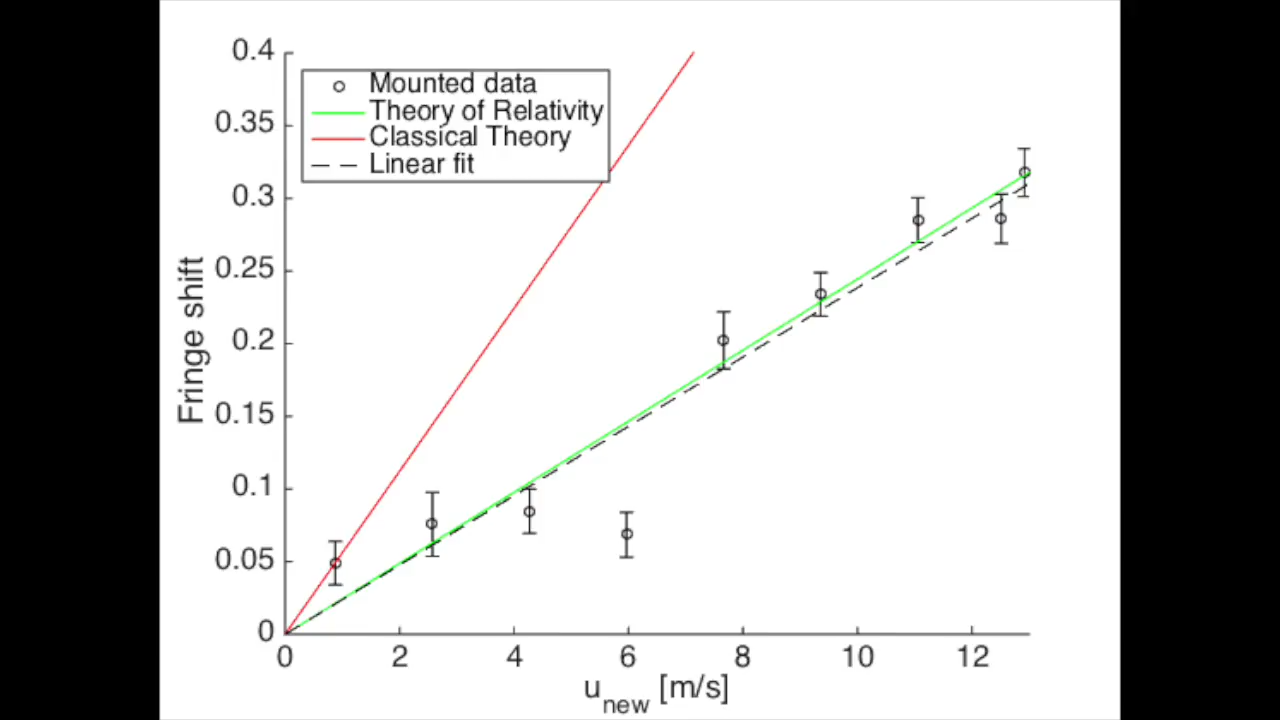 0.4
0.35
0.3
0.25
0.2
0.15
0.1
0.05
0
Fringe shift
Mounted data
Theory of Relativity
Classical Theory
Linear fit
0 2 4 6 8 10 12
u_new [m/s]